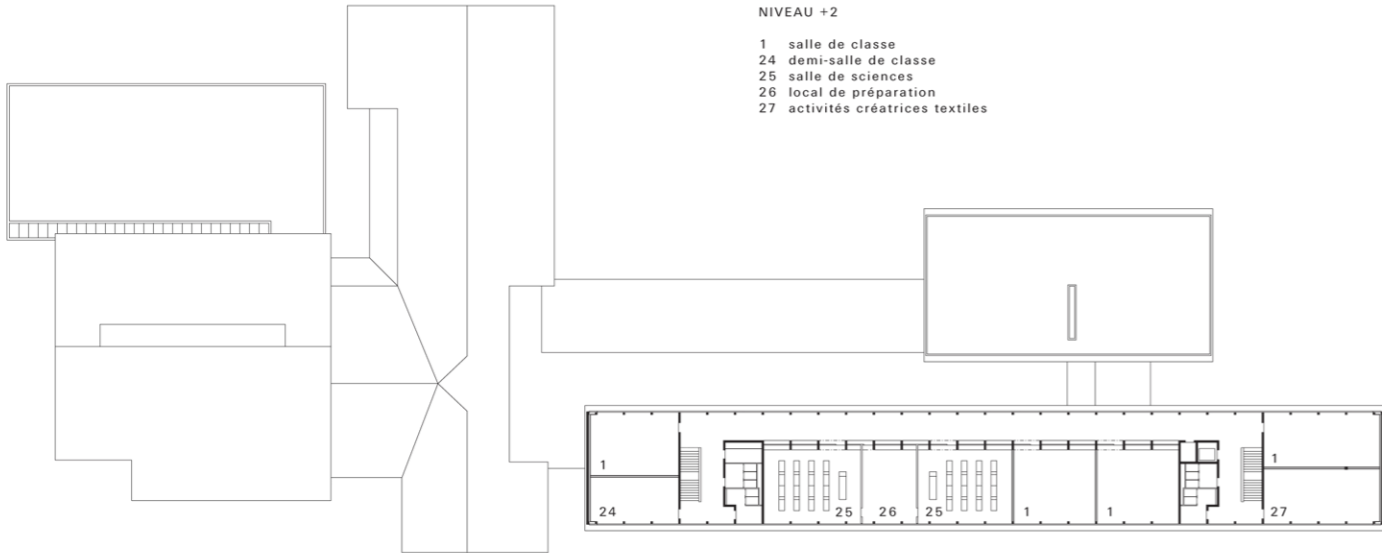 NIVEAU +2
1 salle de classe
24 demi-salle de classe
25 salle de sciences
26 local de préparation
27 activités créatrices textiles
1
1
24
25
26
25
1
1
27